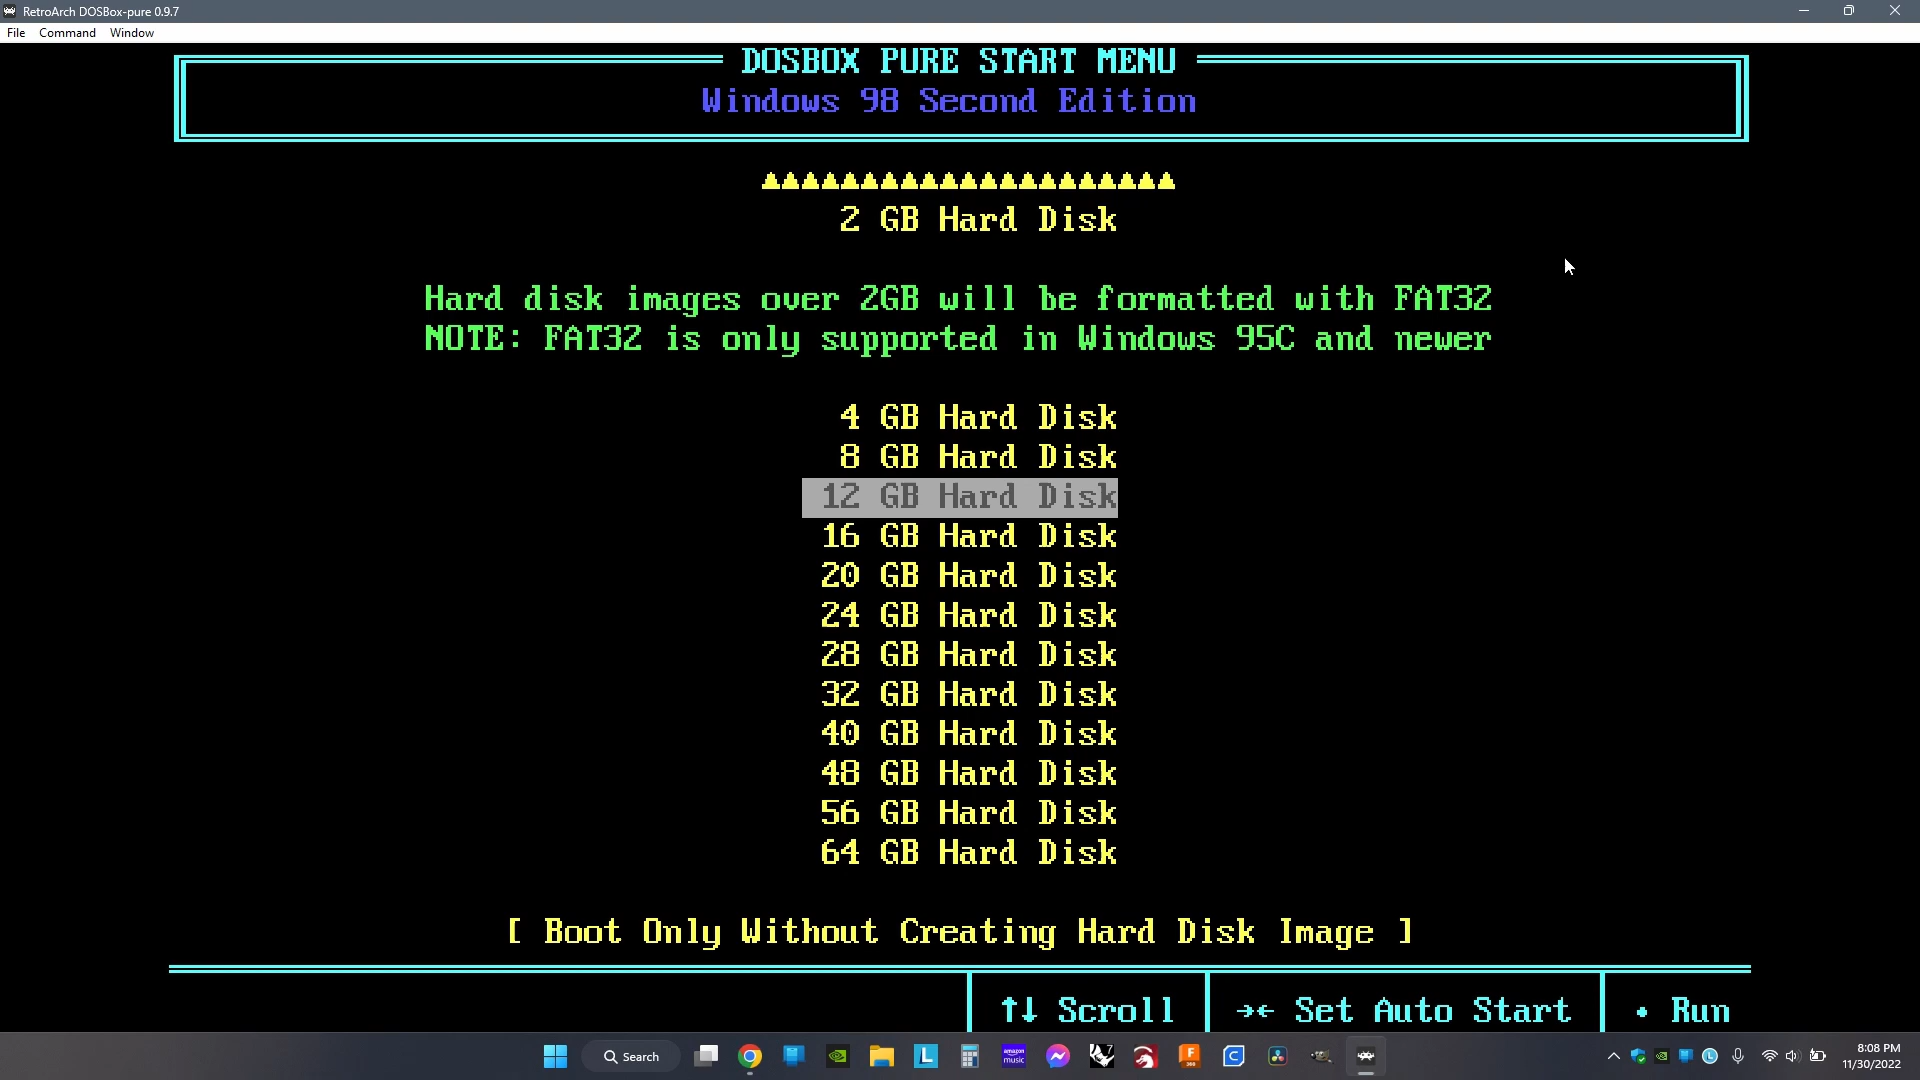 RetroArch DOSBox-pure 0.9.7
File Command Window
DOSBOX PURE START MENU
Windows 98 Second Edition
2 GB Hard Disk
Hard disk images over 2GB will be formatted with FAT32
NOTE: FAT32 is only supported in Windows 95C and newer
4 GB Hard Disk
8 GB Hard Disk
12 GB Hard Disk
16 GB Hard Disk
20 GB Hard Disk
24 GB Hard Disk
28 GB Hard Disk
32 GB Hard Disk
40 GB Hard Disk
48 GB Hard Disk
56 GB Hard Disk
64 GB Hard Disk
[ Boot Only Without Creating Hard Disk Image ]
↑↓ Scroll →← Set Auto Start • Run
Search
L
amazon music
F
C
L
8:08 PM
11/30/2022